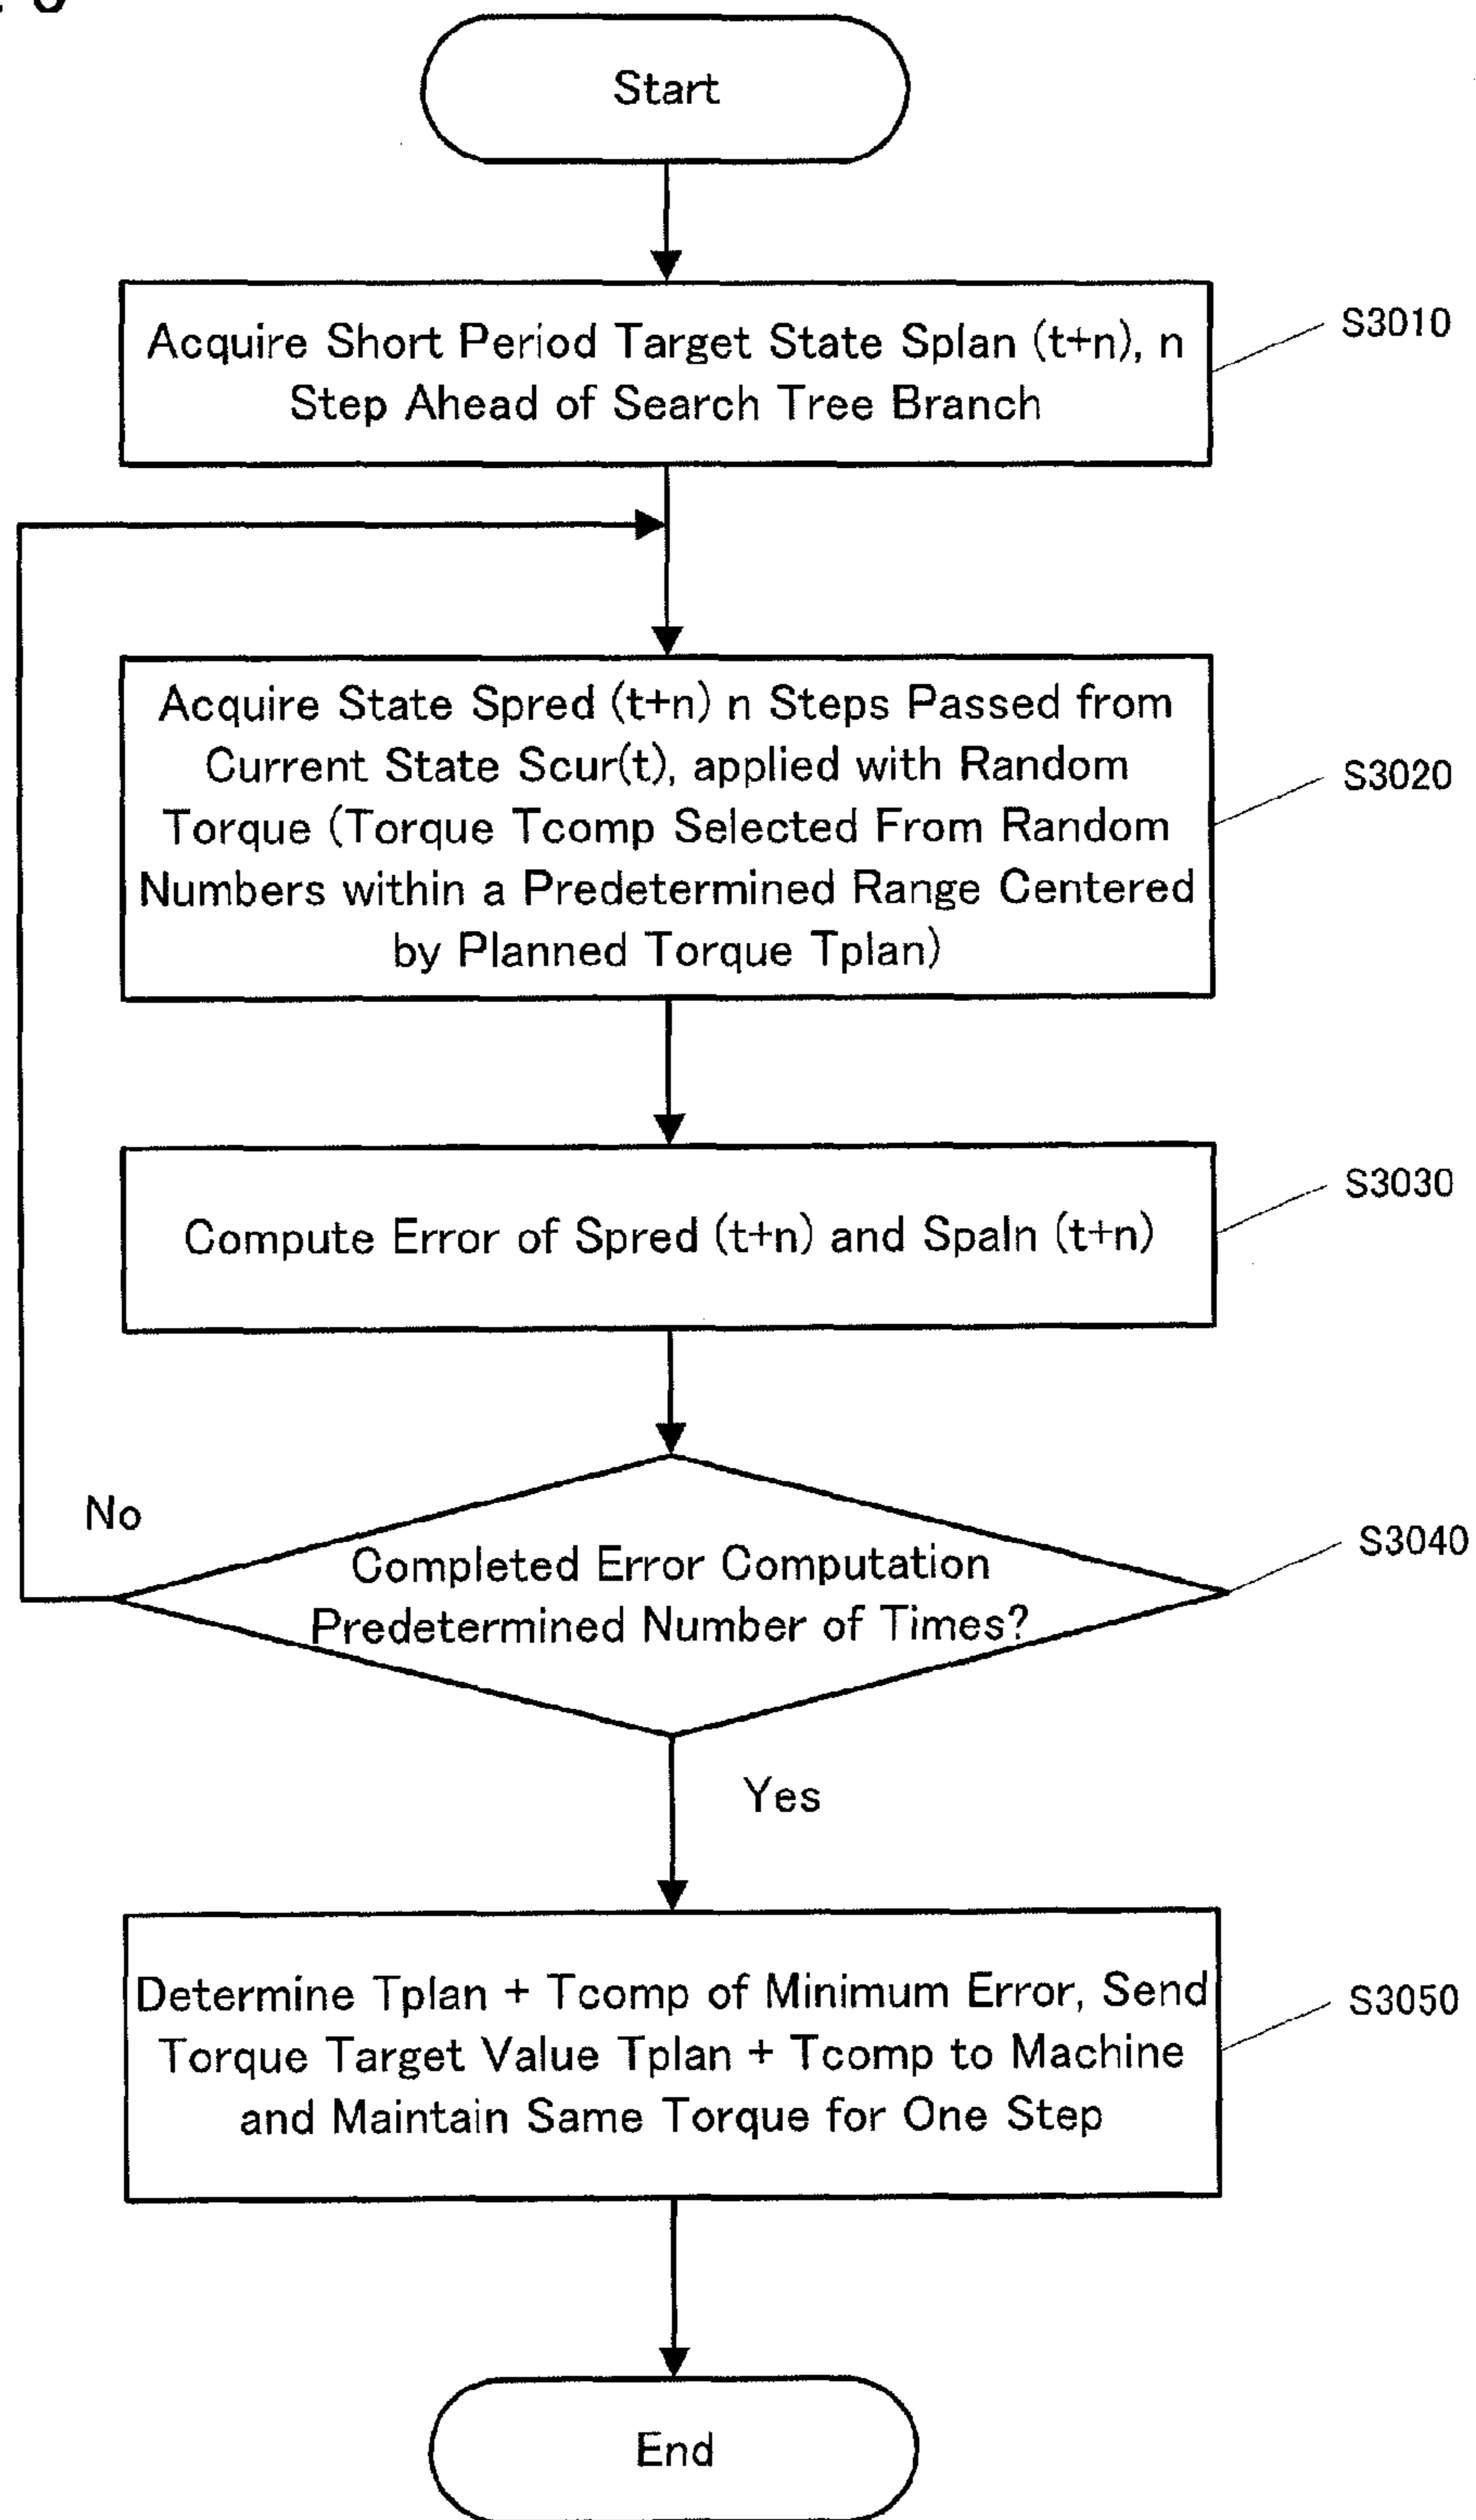 Start
Acquire Short Period Target State Splan (t+n), n
Step Ahead of Search Tree Branch
S3010
Acquire State Spred (t+n) n Steps Passed from
Current State Scur(t), applied with Random
Torque (Torque Tcomp Selected From Random
Numbers within a Predetermined Range Centered
by Planned Torque Tplan)
S3020
Compute Error of Spred (t+n) and Spaln (t+n)
S3030
Completed Error Computation
Predetermined Number of Times?
S3040
No
Yes
Determine Tplan + Tcomp of Minimum Error, Send
Torque Target Value Tplan + Tcomp to Machine
and Maintain Same Torque for One Step
S3050
End